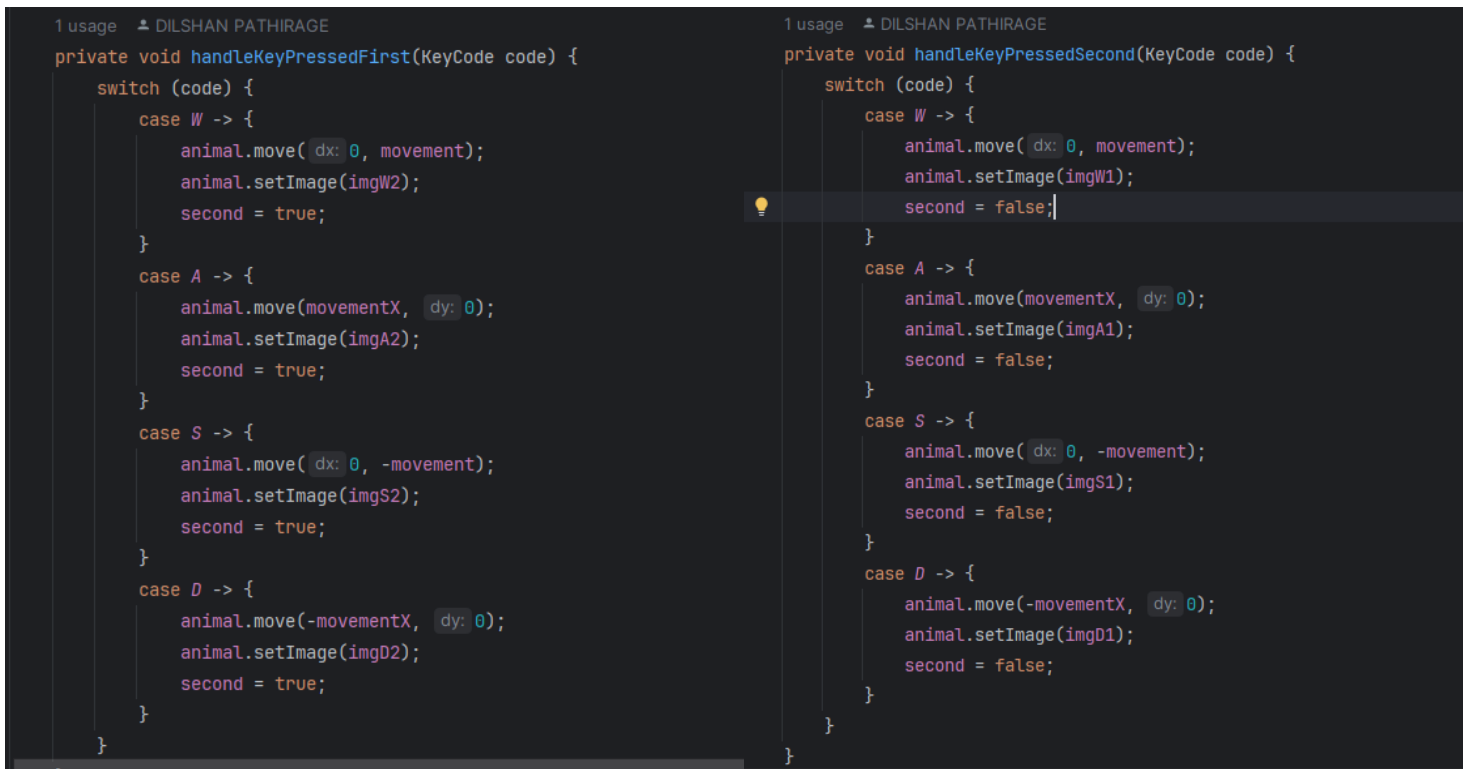 1 usage DILSHAN PATHIRAGE
private void handleKeyPressedFirst(KeyCode code) {
switch (code) {
case W -> {
animal.move( dx: 0, movement);
animal.setImage(imgW2);
second = true;
}
case A -> {
animal.move(movementX, dy: 0);
animal.setImage(imgA2);
second = true;
}
case S -> {
animal.move( dx: 0, -movement);
animal.setImage(imgS2);
second = true;
}
case D -> {
animal.move(-movementX, dy: 0);
animal.setImage(imgD2);
second = true;
}
}
1 usage DILSHAN PATHIRAGE
private void handleKeyPressedSecond(KeyCode code) {
switch (code) {
case W -> {
animal.move( dx: 0, movement);
animal.setImage(imgW1);
second = false;
}
case A -> {
animal.move(movementX, dy: 0);
animal.setImage(imgA1);
second = false;
}
case S -> {
animal.move( dx: 0, -movement);
animal.setImage(imgS1);
second = false;
}
case D -> {
animal.move(-movementX, dy: 0);
animal.setImage(imgD1);
second = false;
}
}
}